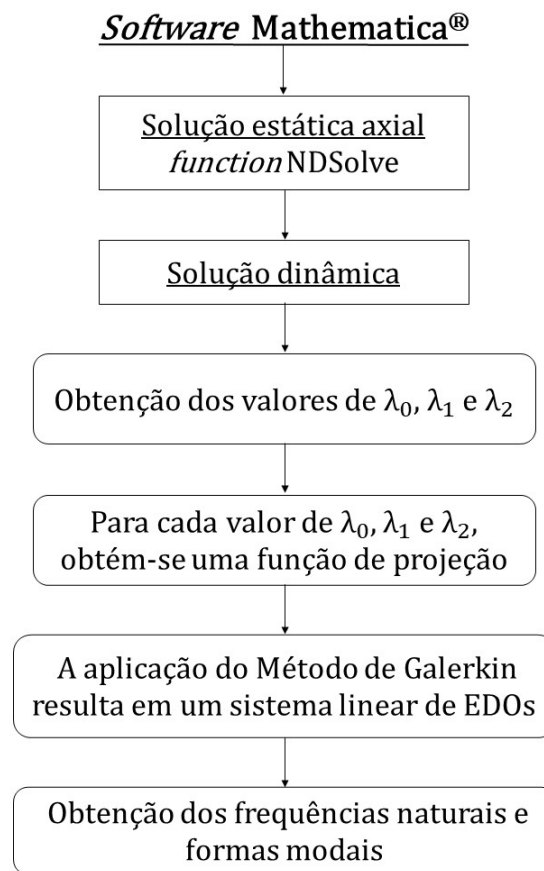 Software Mathematica®
Solução estática axial
function NDSolve
Solução dinâmica
Obtenção dos valores de λ₀, λ₁ e λ₂
Para cada valor de λ₀, λ₁ e λ₂,
obtém-se uma função de projeção
A aplicação do Método de Galerkin
resulta em um sistema linear de EDOs
Obtenção dos frequências naturais e
formas modais